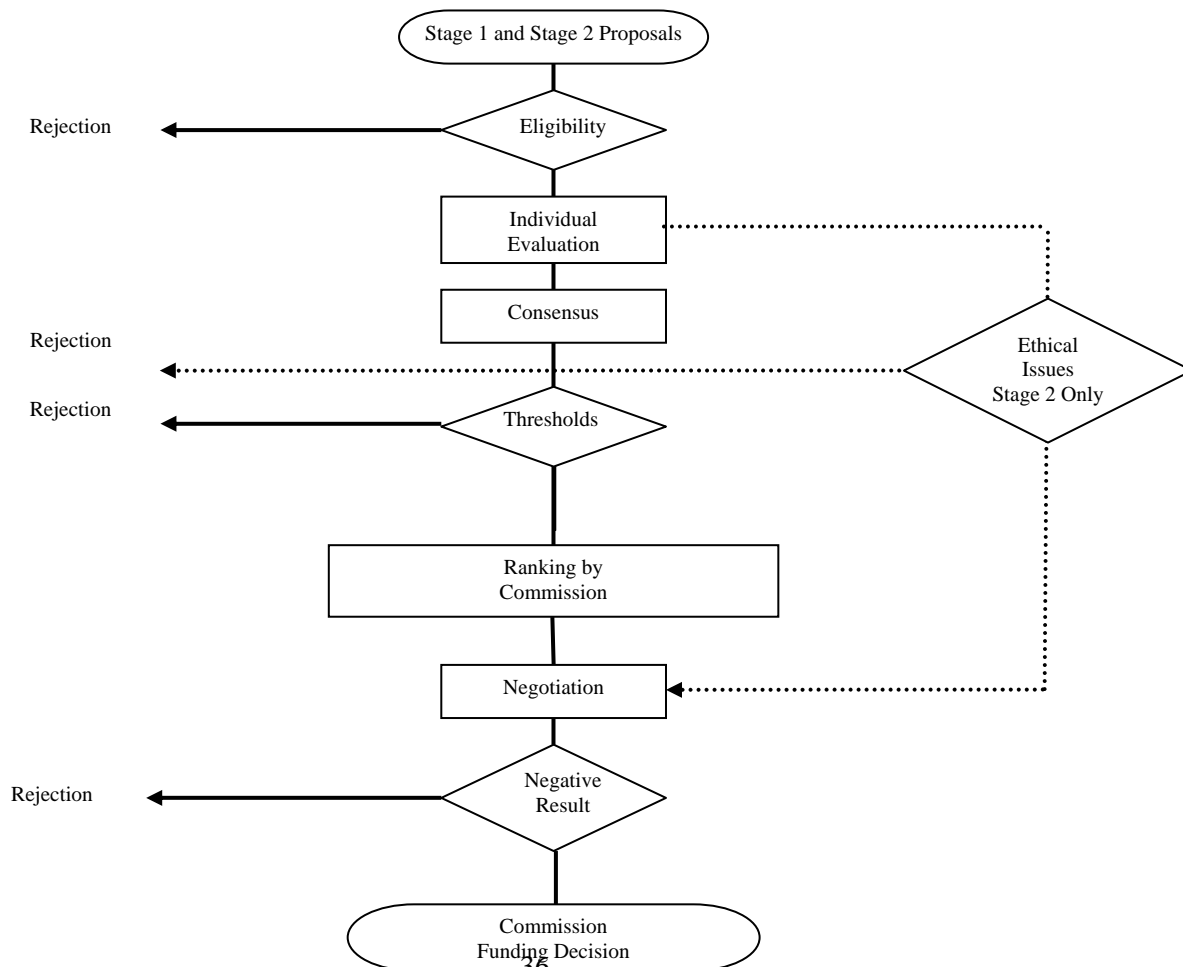 Stage 1 and Stage 2 Proposals
Rejection
Eligibility
Individual
Evaluation
Consensus
Rejection
Ethical
Issues
Stage 2 Only
Rejection
Thresholds
Ranking by
Commission
Negotiation
Negative
Result
Rejection
Commission
Funding Decision
36